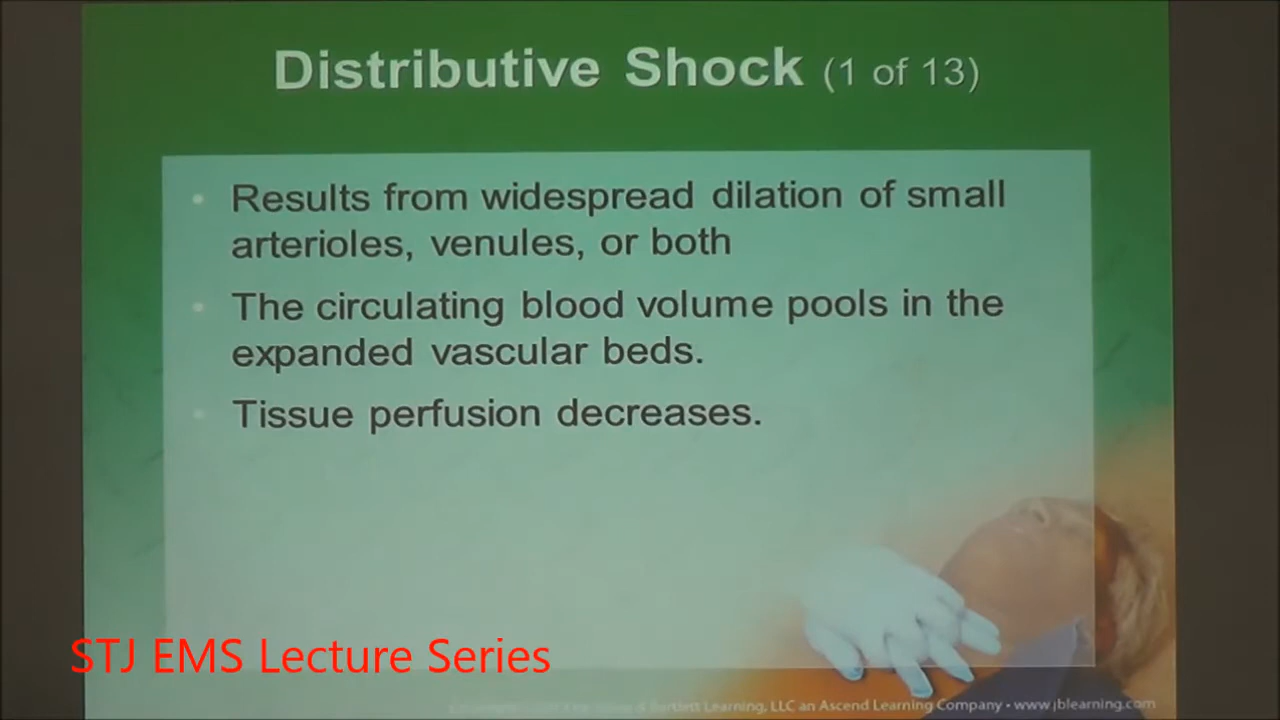 Distributive Shock (1 of 13)
• Results from widespread dilation of small
arterioles, venules, or both
• The circulating blood volume pools in the
expanded vascular beds.
• Tissue perfusion decreases.
STJ EMS Lecture Series
Bartlett Learning, LLC an Ascend Learning Company • www.jblearning.com